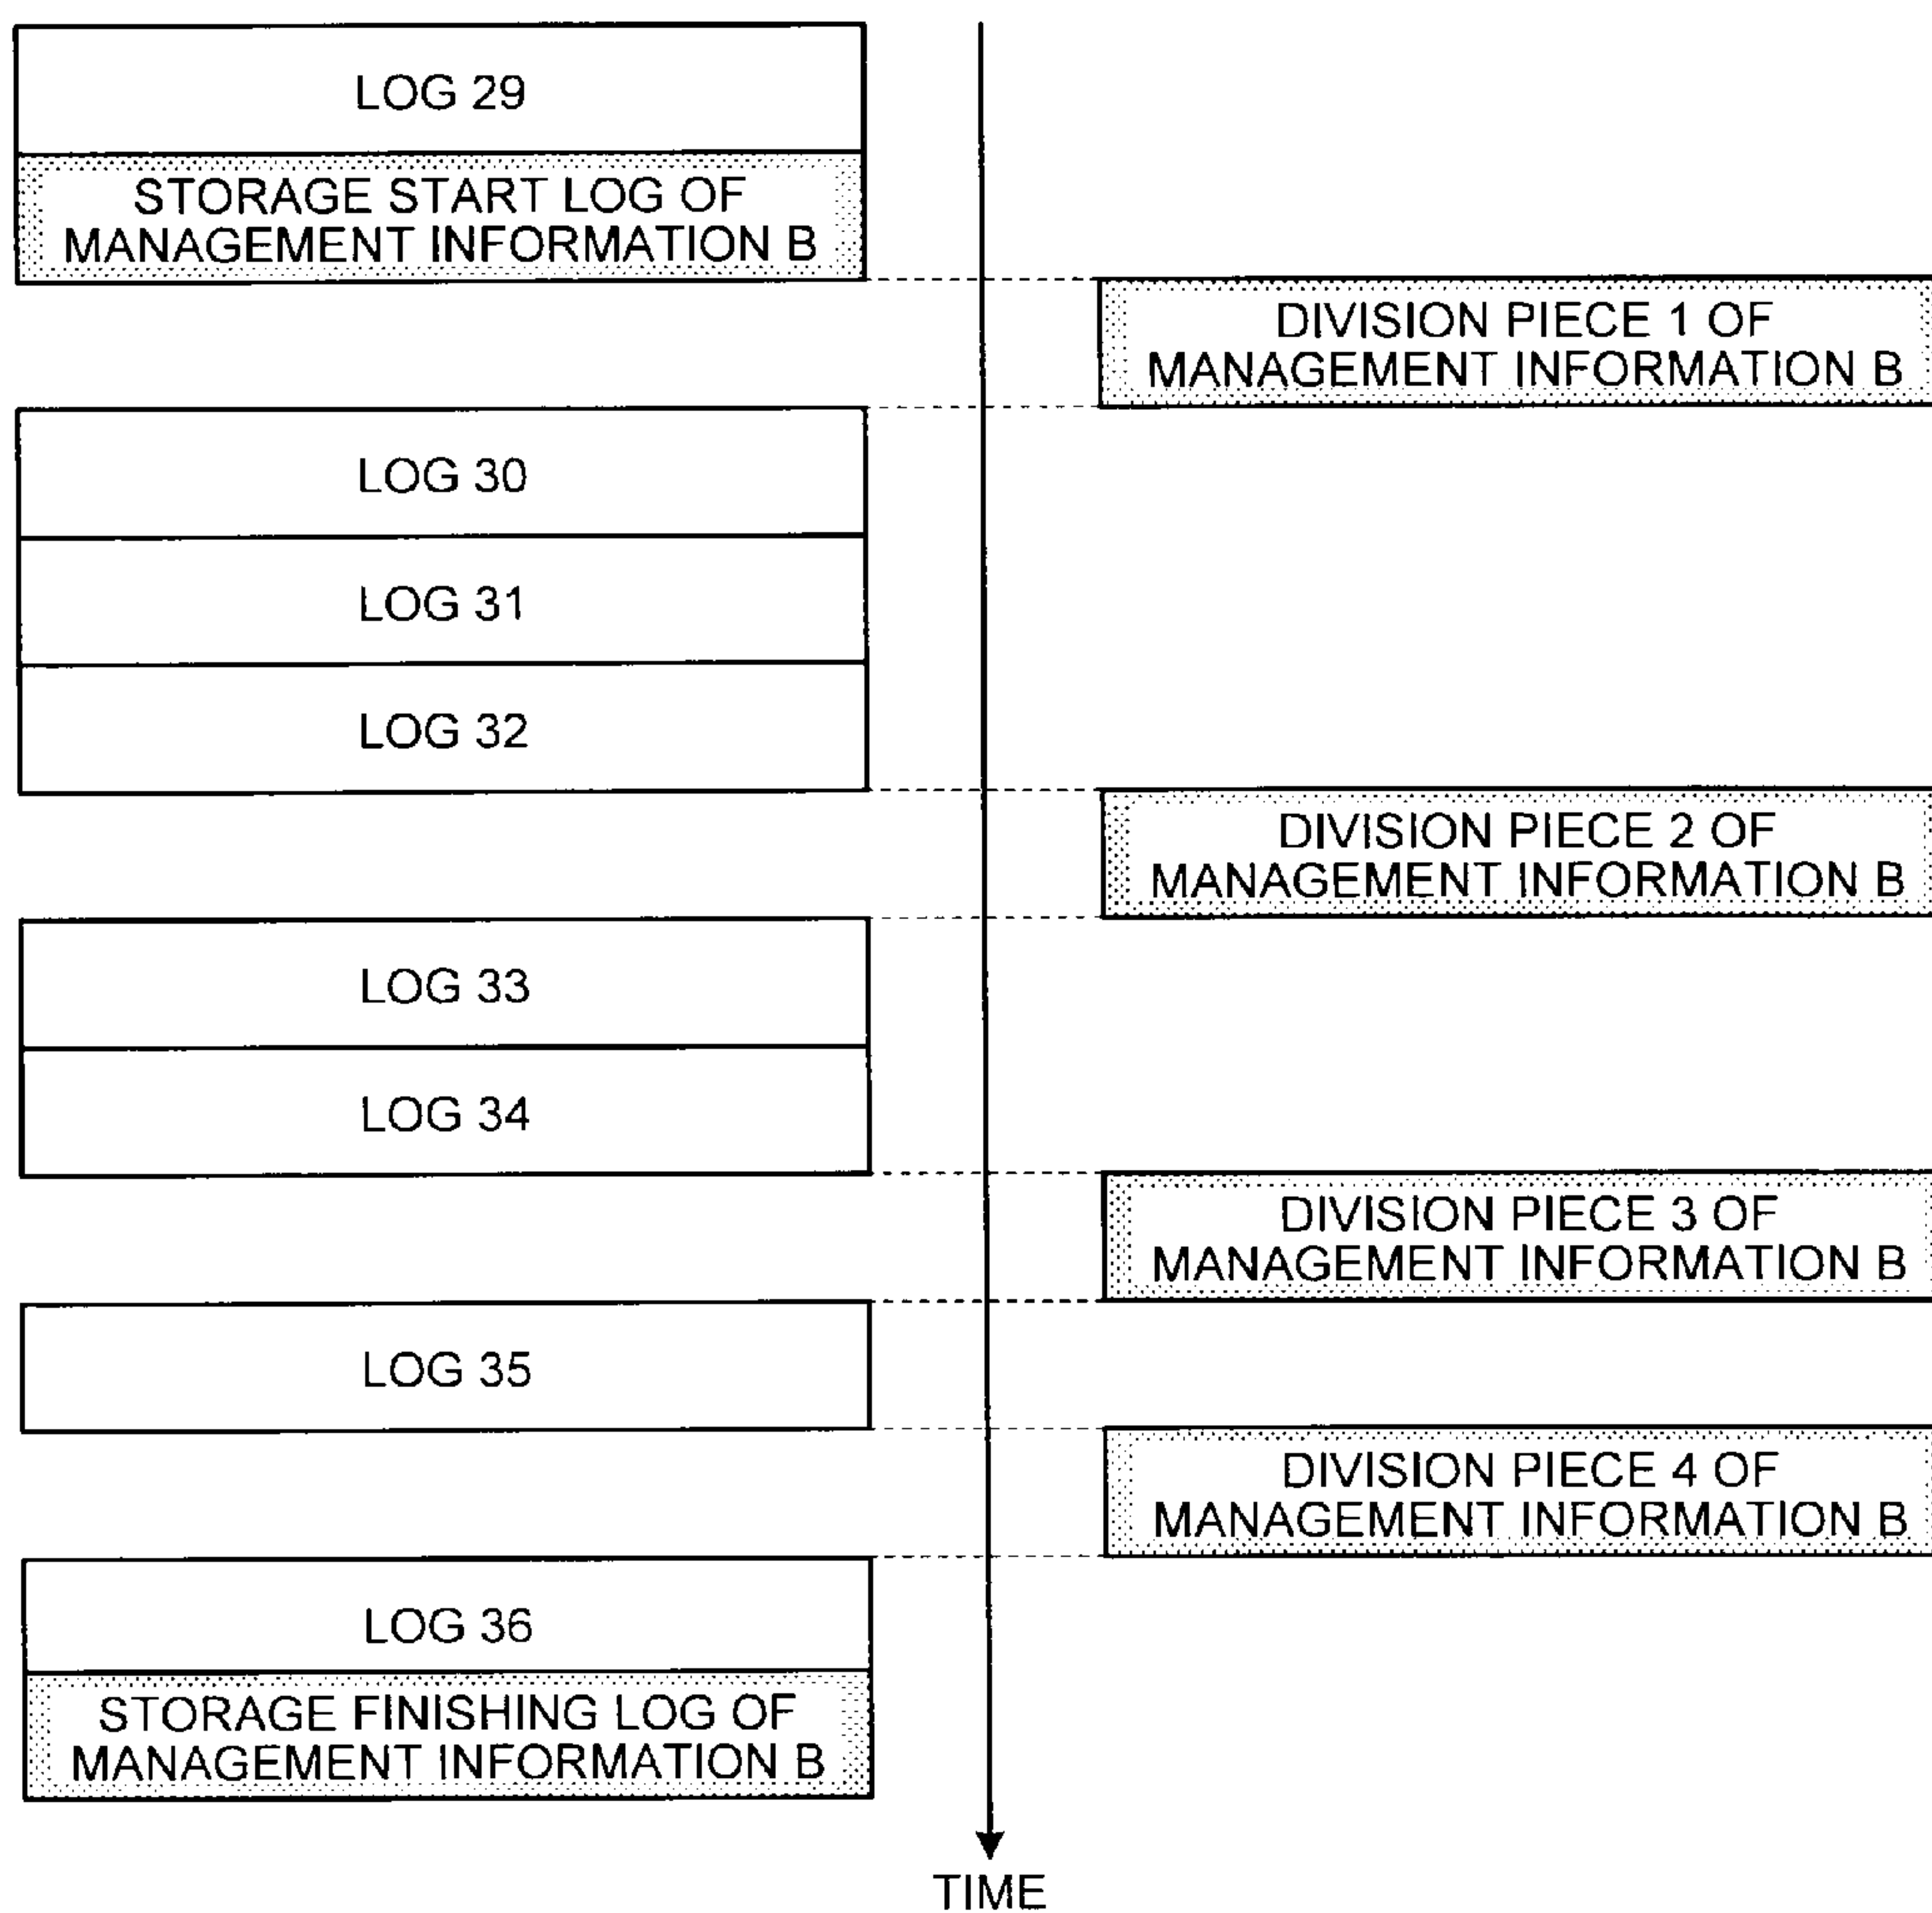 LOG 29
STORAGE START LOG OF
MANAGEMENT INFORMATION B
DIVISION PIECE 1 OF
MANAGEMENT INFORMATION B
LOG 30
LOG 31
LOG 32
DIVISION PIECE 2 OF
MANAGEMENT INFORMATION B
LOG 33
LOG 34
DIVISION PIECE 3 OF
MANAGEMENT INFORMATION B
LOG 35
DIVISION PIECE 4 OF
MANAGEMENT INFORMATION B
LOG 36
STORAGE FINISHING LOG OF
MANAGEMENT INFORMATION B
TIME